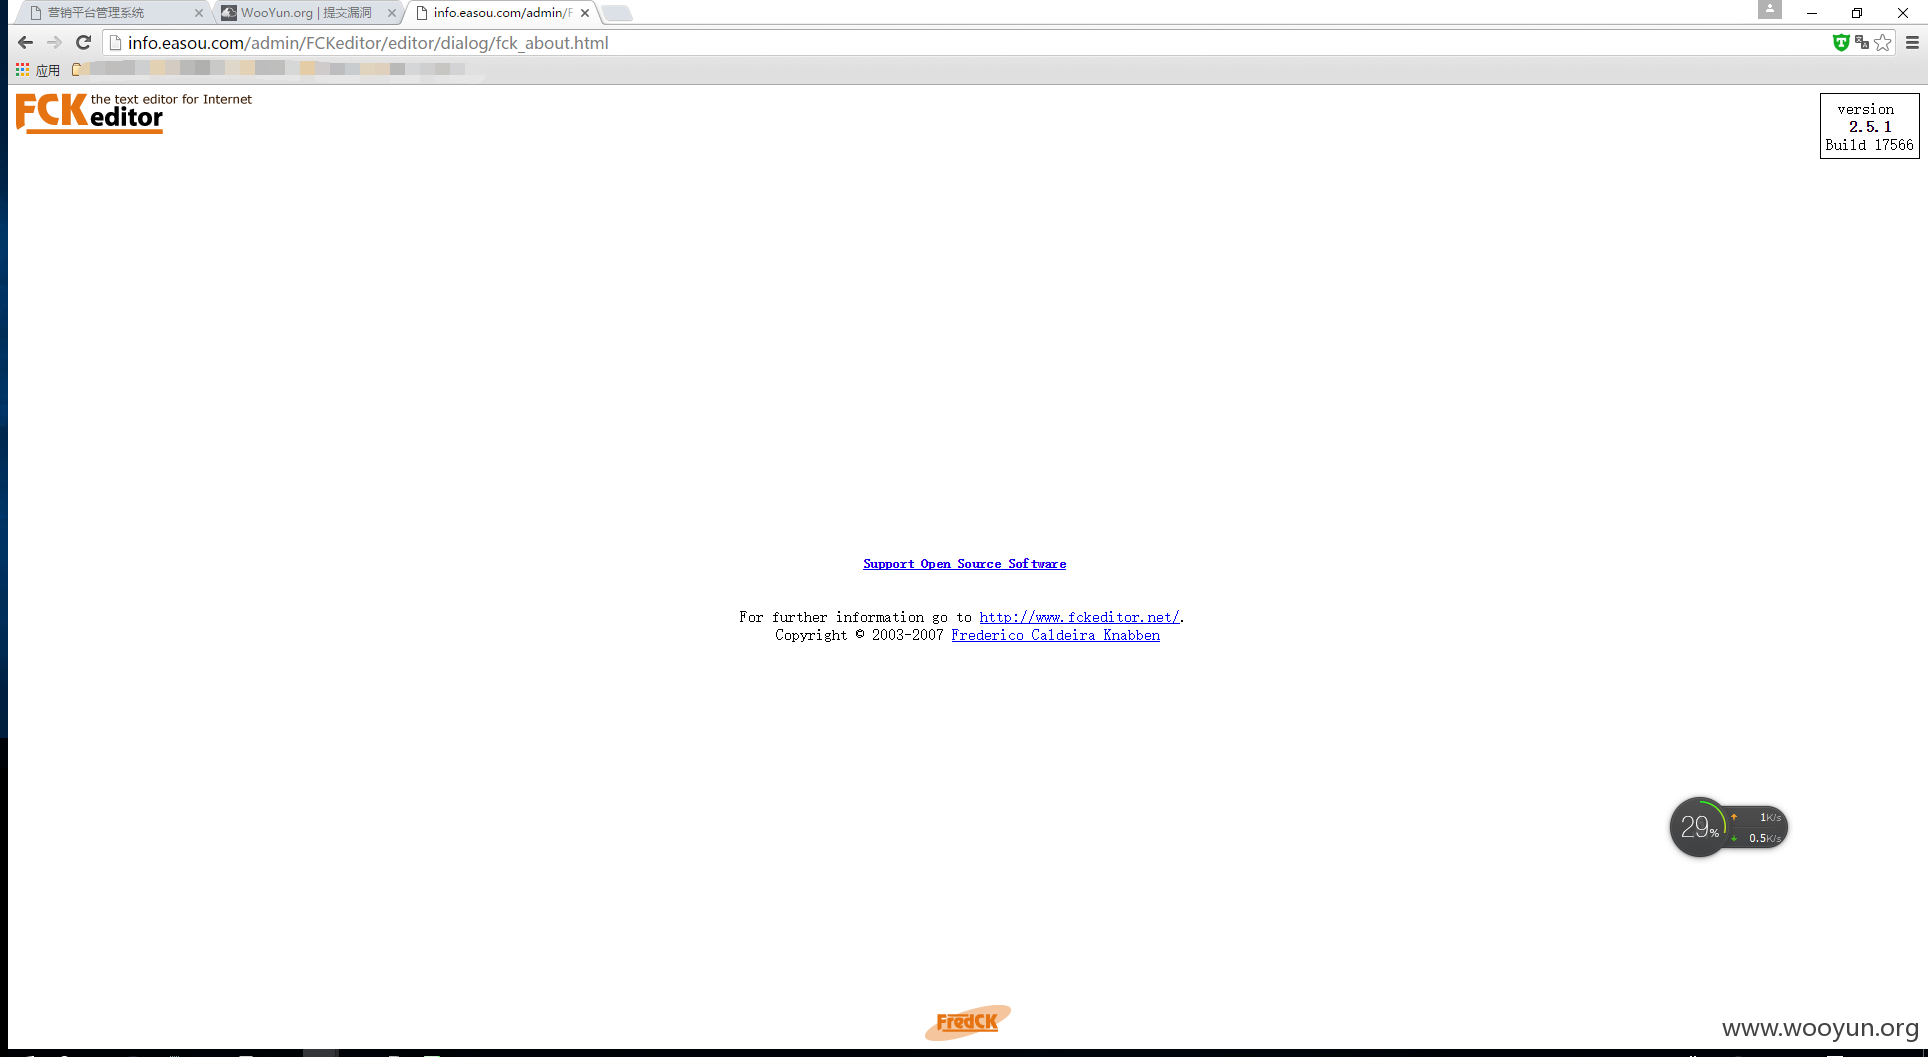 营销平台管理系统
WooYun.org | 提交漏洞
info.easou.com/admin/F
info.easou.com/admin/FCKeditor/editor/dialog/fck_about.html
应用
FCKeditor the text editor for Internet
version
2.5.1
Build 17566
Support Open Source Software
For further information go to http://www.fckeditor.net/.
Copyright © 2003-2007 Frederico Caldeira Knabben
29%
1K/s
0.5K/s
FredCK
www.wooyun.org